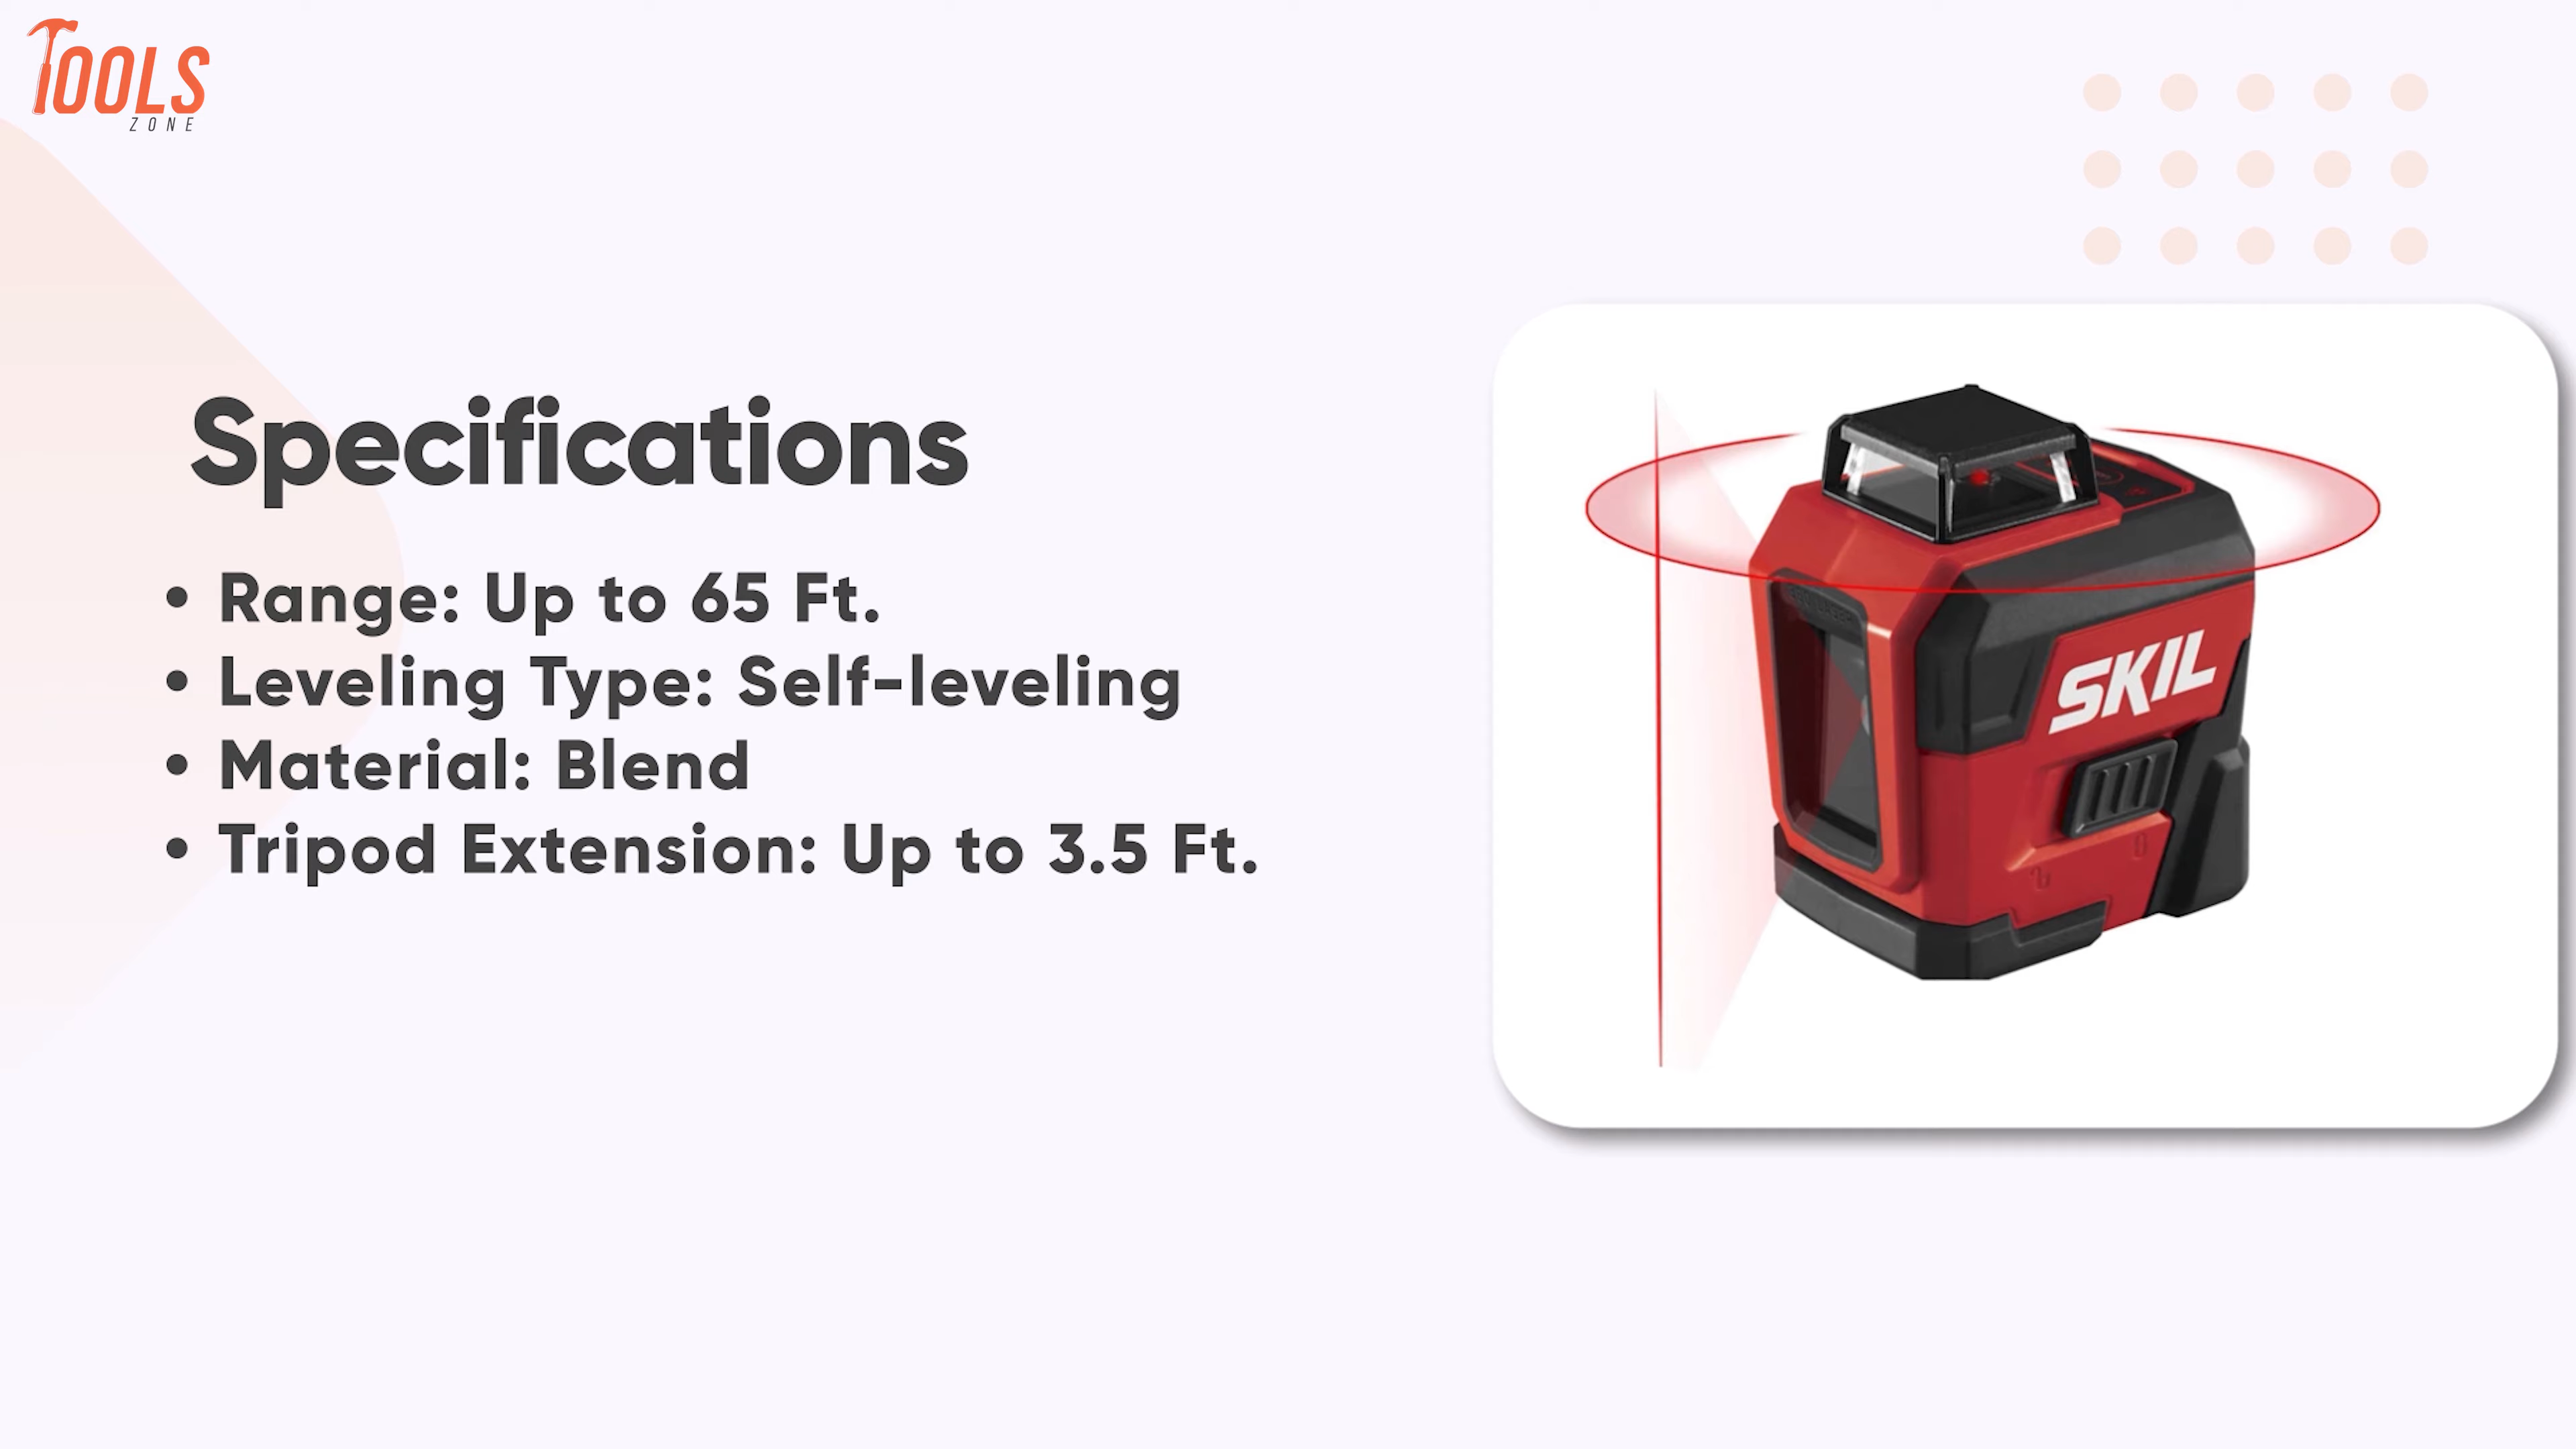 TOOLS
ZONE
Specifications
• Range: Up to 65 Ft.
• Leveling Type: Self-leveling
• Material: Blend
• Tripod Extension: Up to 3.5 Ft.
SKIL